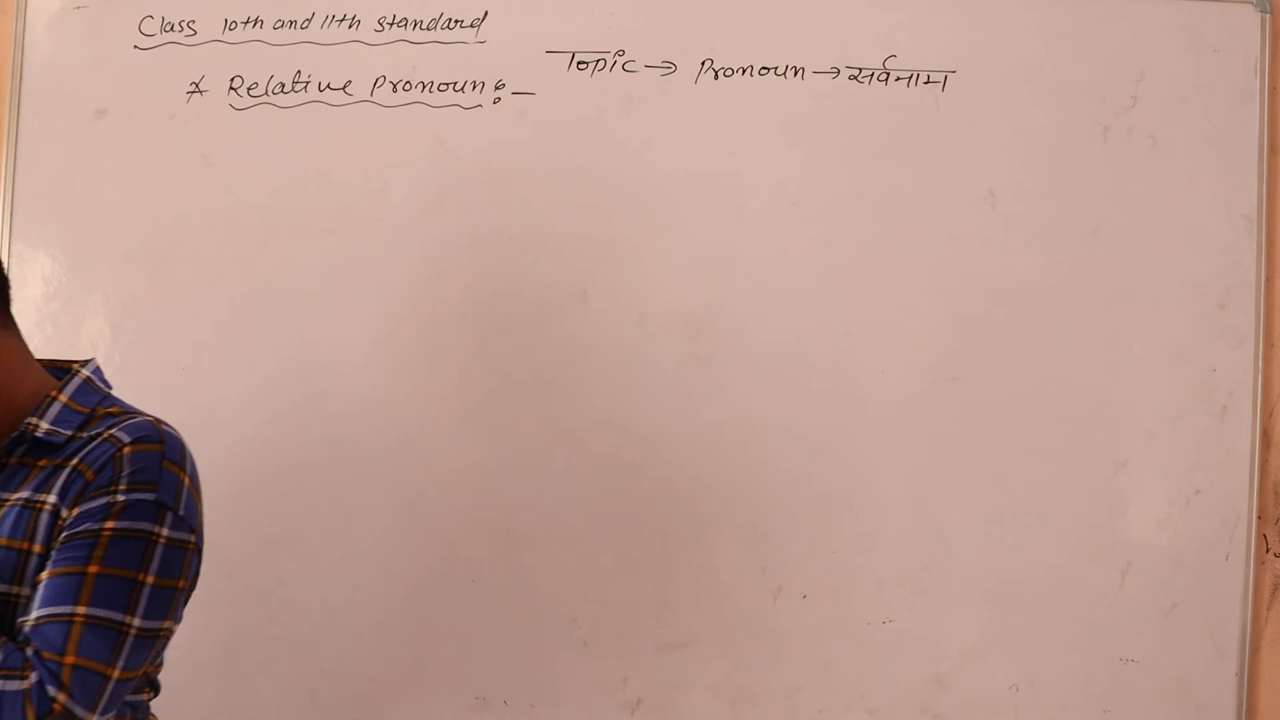 Class 10th and 11th standard
Topic → Pronoun → सर्वनाम
* Relative Pronoun :-